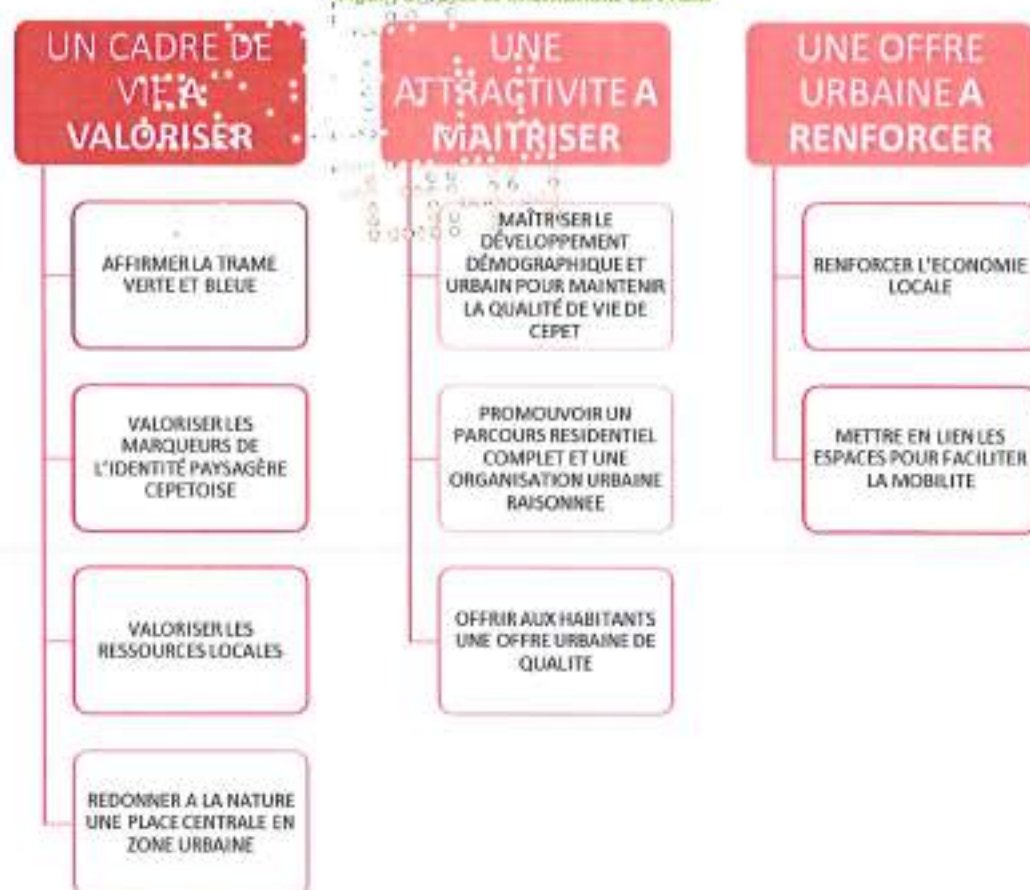 UN CADRE DE
VIE A
VALORISER
AFFIRMER LA TRAME
VERTE ET BLEUE
VALORISER LES
MARQUEURS DE
L'IDENTITÉ PAYSAGÈRE
CEPETOISE
VALORISER LES
RESSOURCES LOCALES
REDONNER A LA NATURE
UNE PLACE CENTRALE EN
ZONE URBAINE
UNE
ATTRACTIVITE A
MAITRISER
MAÎTRISER LE
DÉVELOPPEMENT
DÉMOGRAPHIQUE ET
URBAIN POUR MAINTENIR
LA QUALITÉ DE VIE DE
CEPET
PROMOUVOIR UN
PARCOURS RESIDENTIEL
COMPLET ET UNE
ORGANISATION URBAINE
RAISONNEE
OFFRIR AUX HABITANTS
UNE OFFRE URBAINE DE
QUALITE
UNE OFFRE
URBAINE A
RENFORCER
RENFORCER L'ECONOMIE
LOCALE
METTRE EN LIEN LES
ESPACES POUR FACILITER
LA MOBILITE